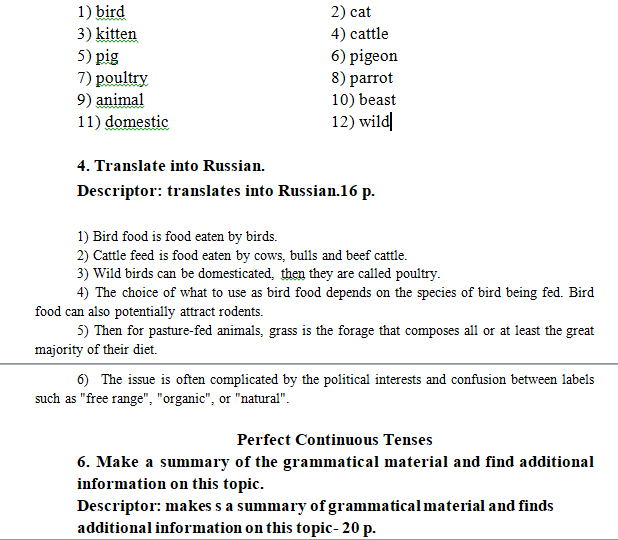 1) bird 2) cat
3) kitten 4) cattle
5) pig 6) pigeon
7) poultry 8) parrot
9) animal 10) beast
11) domestic 12) wild
4. Translate into Russian.
Descriptor: translates into Russian.16 p.
1) Bird food is food eaten by birds.
2) Cattle feed is food eaten by cows, bulls and beef cattle.
3) Wild birds can be domesticated, then they are called poultry.
4) The choice of what to use as bird food depends on the species of bird being fed. Bird
food can also potentially attract rodents.
5) Then for pasture-fed animals, grass is the forage that composes all or at least the great
majority of their diet.
6) The issue is often complicated by the political interests and confusion between labels
such as "free range", "organic", or "natural".
Perfect Continuous Tenses
6. Make a summary of the grammatical material and find additional
information on this topic.
Descriptor: makes s a summary of grammatical material and finds
additional information on this topic- 20 p.